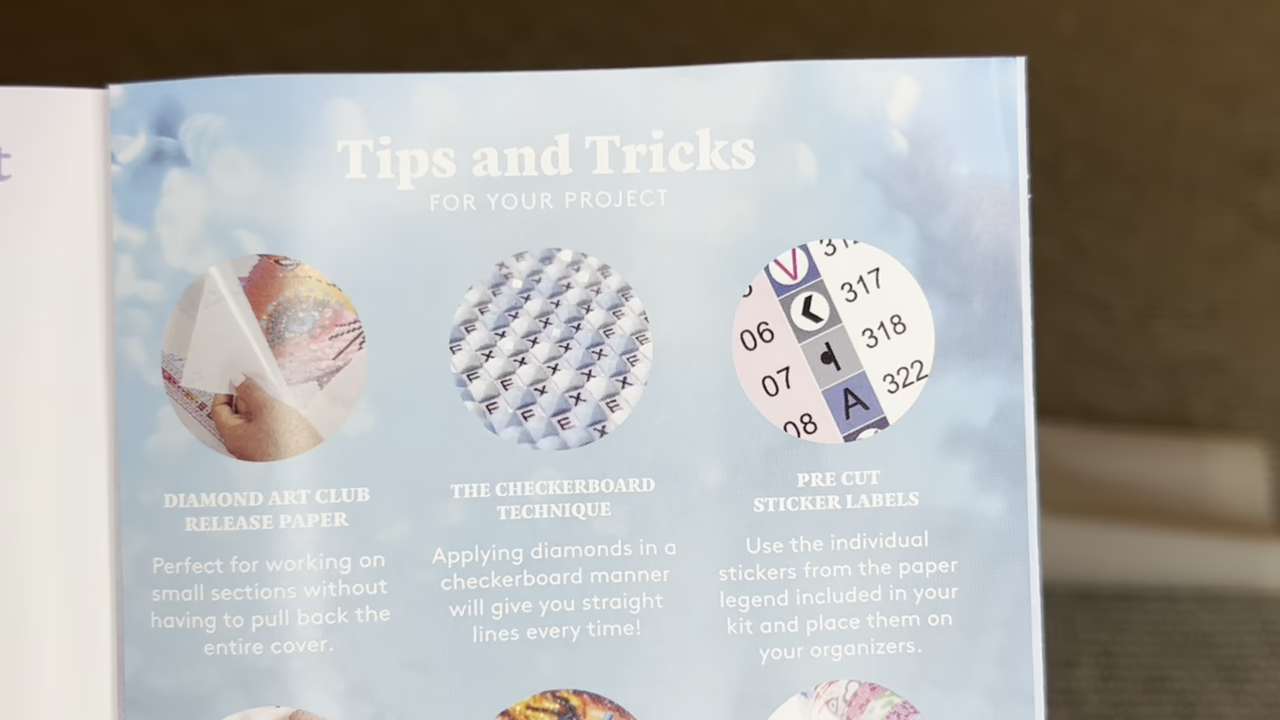 t
Tips and Tricks
FOR YOUR PROJECT
DIAMOND ART CLUB
RELEASE PAPER
Perfect for working on
small sections without
having to pull back the
entire cover.
THE CHECKERBOARD
TECHNIQUE
Applying diamonds in a
checkerboard manner
will give you straight
lines every time!
V
317
06
318
07
A
322
08
PRE CUT
STICKER LABELS
Use the individual
stickers from the paper
legend included in your
kit and place them on
your organizers.